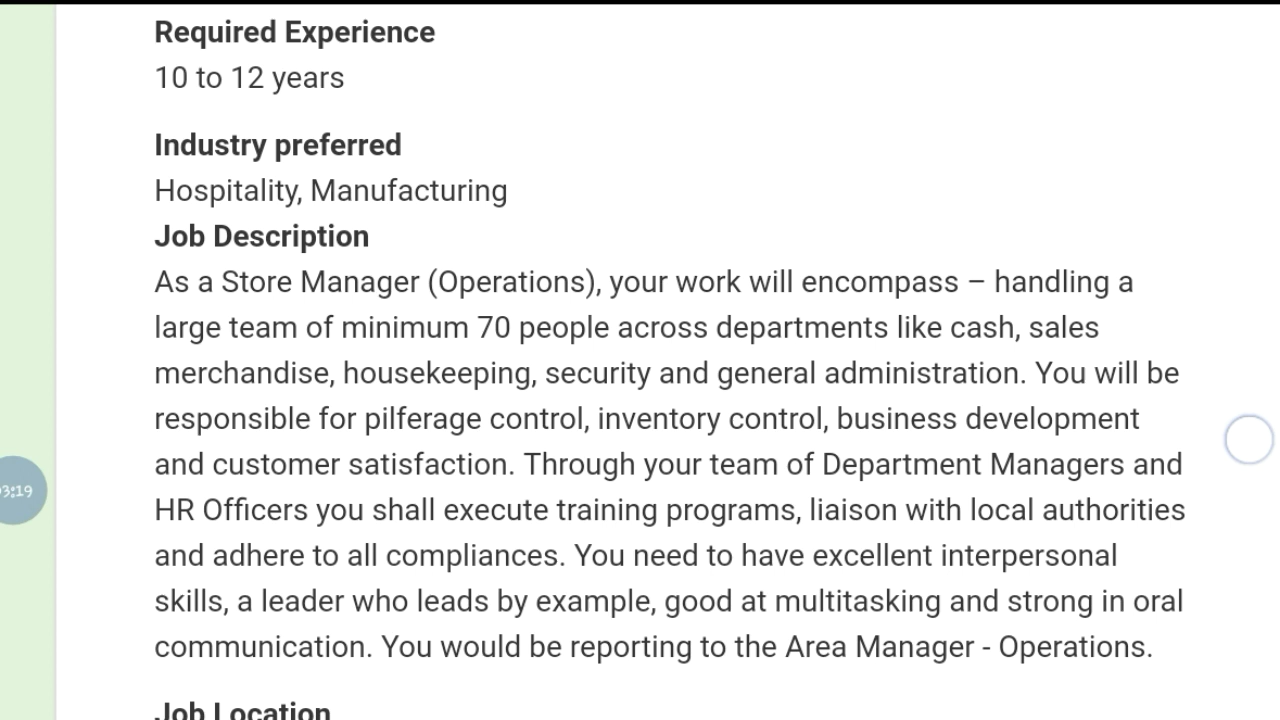 Required Experience
10 to 12 years
Industry preferred
Hospitality, Manufacturing
Job Description
As a Store Manager (Operations), your work will encompass – handling a
large team of minimum 70 people across departments like cash, sales
merchandise, housekeeping, security and general administration. You will be
responsible for pilferage control, inventory control, business development
and customer satisfaction. Through your team of Department Managers and
HR Officers you shall execute training programs, liaison with local authorities
and adhere to all compliances. You need to have excellent interpersonal
skills, a leader who leads by example, good at multitasking and strong in oral
communication. You would be reporting to the Area Manager - Operations.
Job Location
3:19